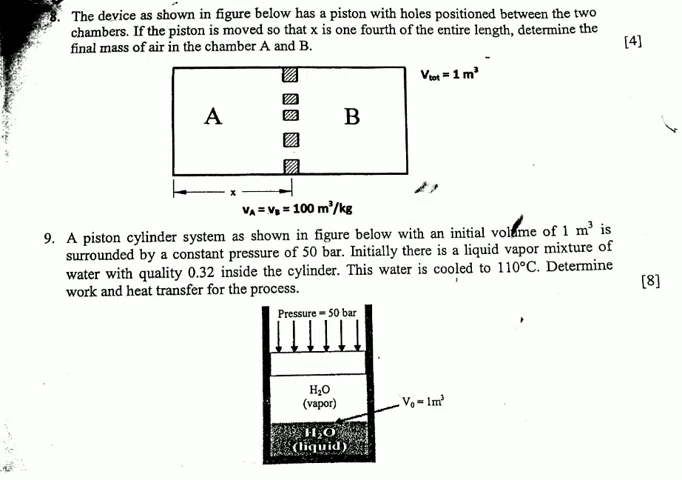 8. The device as shown in figure below has a piston with holes positioned between the two
chambers. If the piston is moved so that x is one fourth of the entire length, determine the
final mass of air in the chamber A and B.
[4]
Vtot = 1 m³
A
B
x
vA = vB = 100 m³/kg
9. A piston cylinder system as shown in figure below with an initial volume of 1 m³ is
surrounded by a constant pressure of 50 bar. Initially there is a liquid vapor mixture of
water with quality 0.32 inside the cylinder. This water is cooled to 110°C. Determine
work and heat transfer for the process.
[8]
Pressure = 50 bar
H₂O
(vapor)
V₀ = 1m³
H₂O
(liquid)